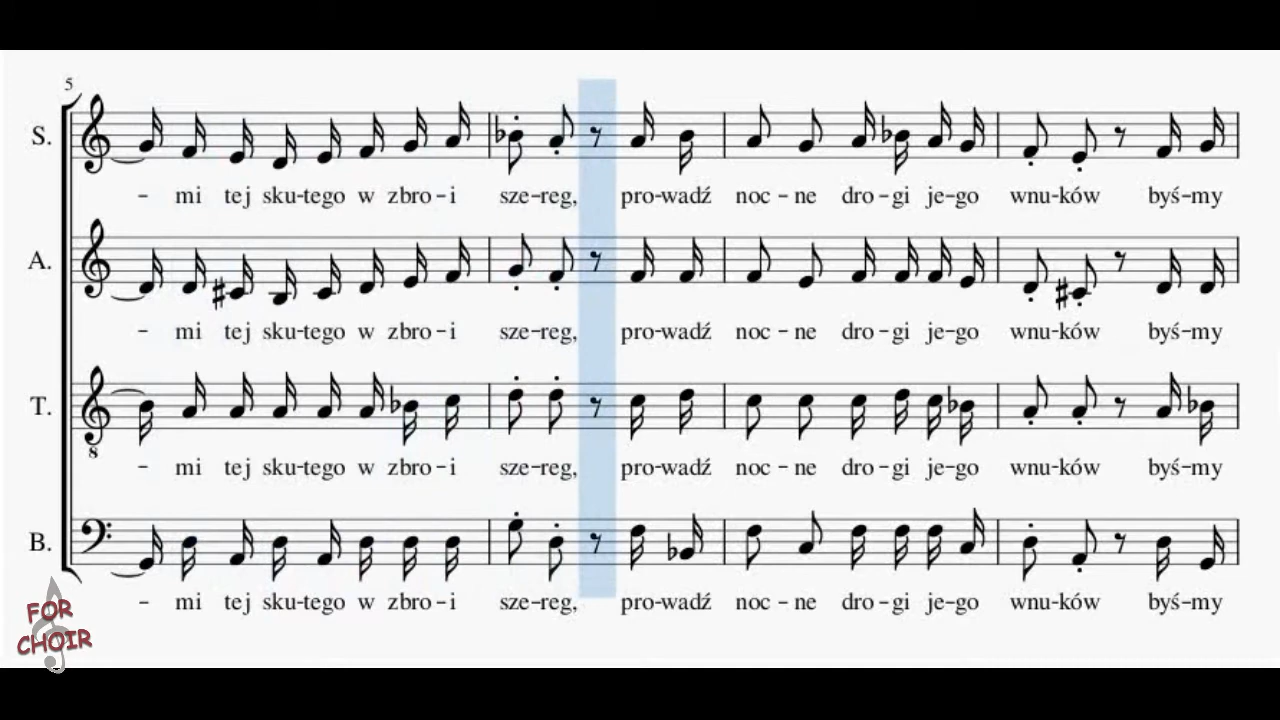 5
S.
- mi tej sku-tego w zbro-i sze-reg, pro-wadź noc-ne dro-gi je-go wnu-ków byś-my
A.
- mi tej sku-tego w zbro-i sze-reg, pro-wadź noc-ne dro-gi je-go wnu-ków byś-my
T.
8
- mi tej sku-tego w zbro-i sze-reg, pro-wadź noc-ne dro-gi je-go wnu-ków byś-my
B.
- mi tej sku-tego w zbro-i sze-reg, pro-wadź noc-ne dro-gi je-go wnu-ków byś-my
FOR
CHOIR